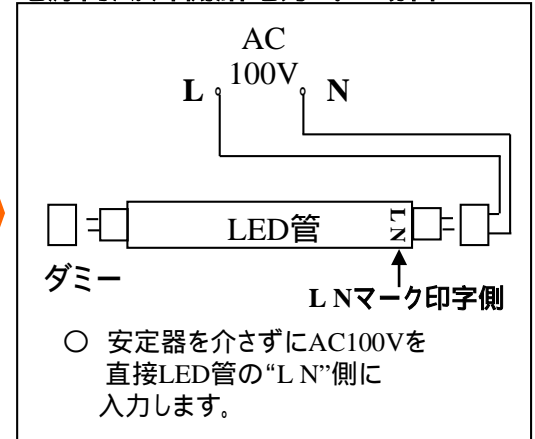 AC
100V
L
N
LED管
L N
ダミー
L Nマーク印字側
○ 安定器を介さずにAC100Vを
直接LED管の“L N”側に
入力します。